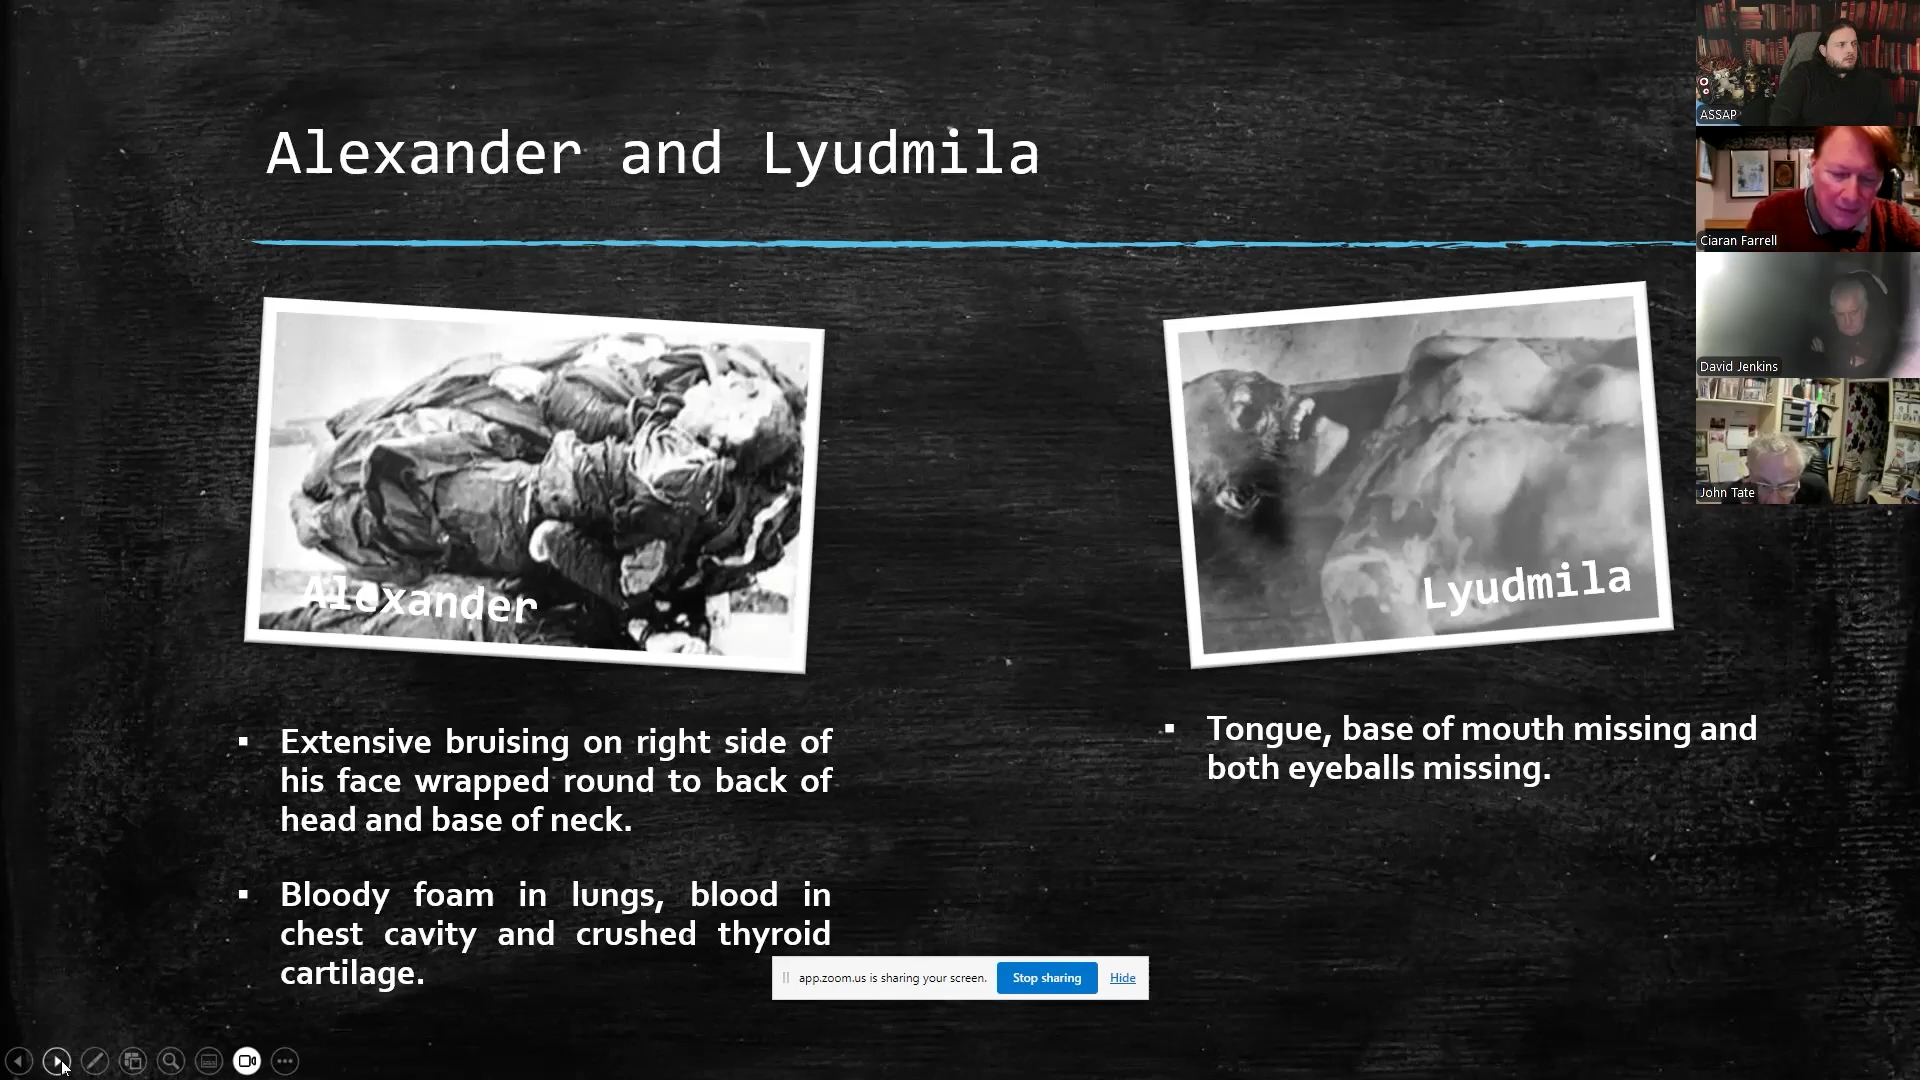 Alexander and Lyudmila
Alexander
Lyudmila
▪ Extensive bruising on right side of
his face wrapped round to back of
head and base of neck.
▪ Bloody foam in lungs, blood in
chest cavity and crushed thyroid
cartilage.
▪ Tongue, base of mouth missing and
both eyeballs missing.
app.zoom.us is sharing your screen. Stop sharing Hide
ASSAP
Ciaran Farrell
David Jenkins
John Tate